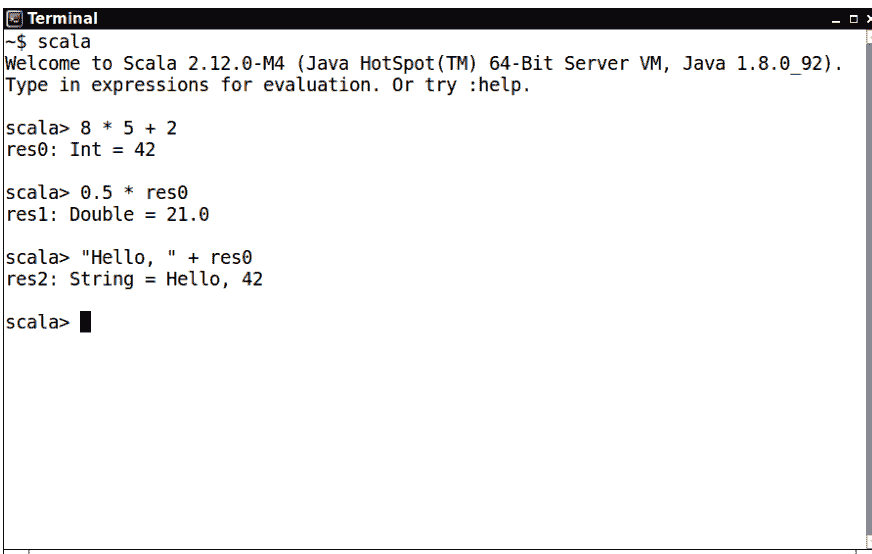 Terminal
~$ scala
Welcome to Scala 2.12.0-M4 (Java HotSpot(TM) 64-Bit Server VM, Java 1.8.0_92).
Type in expressions for evaluation. Or try :help.
scala> 8 * 5 + 2
res0: Int = 42
scala> 0.5 * res0
res1: Double = 21.0
scala> "Hello, " + res0
res2: String = Hello, 42
scala>